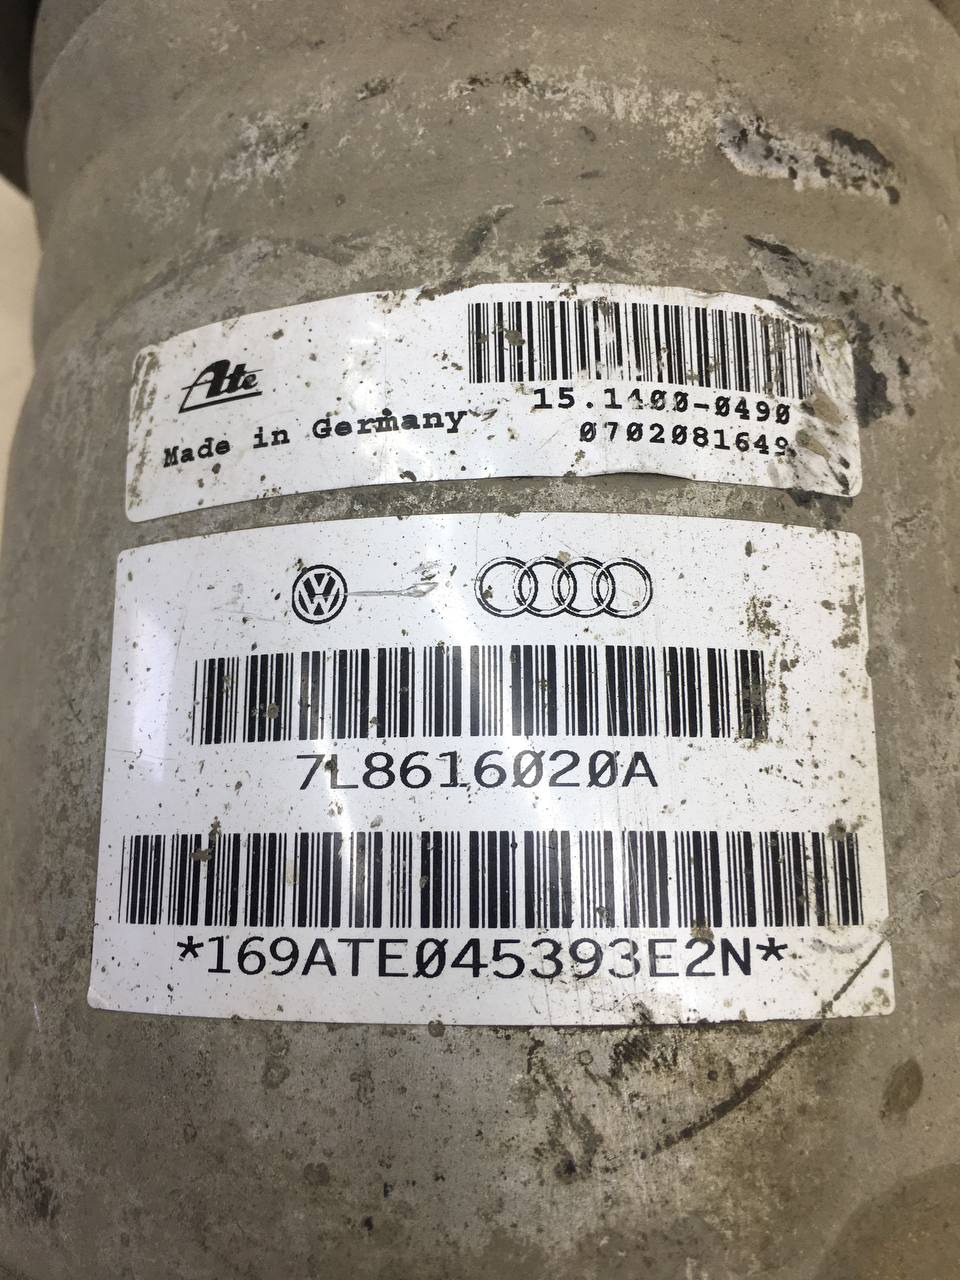 Ate
Made in Germany
15.1400-0490
0702081649
7L8616020A
*169ATE045393E2N*